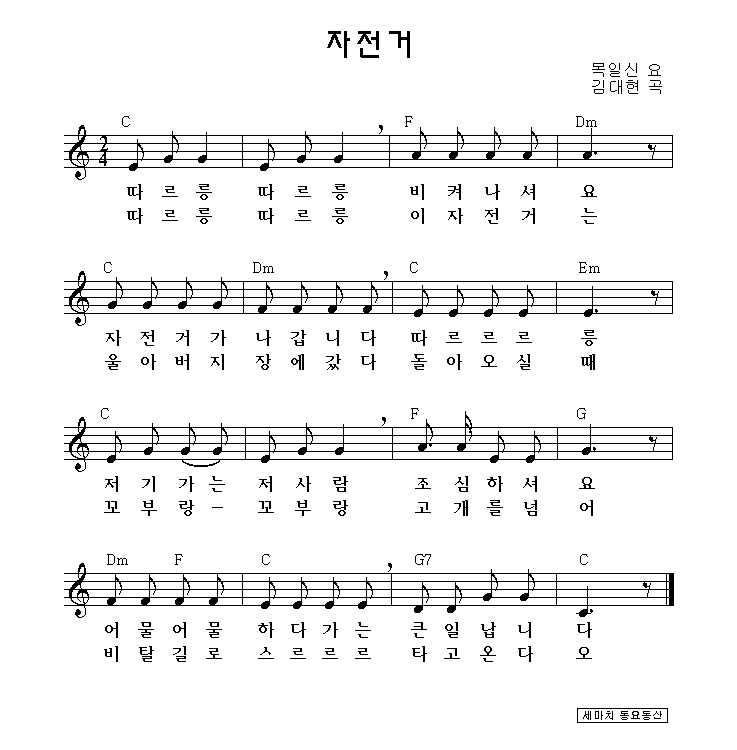 자전거
목일신 요
김대현 곡
C F Dm
2
4
따 르 릉 따 르 릉 비 켜 나 셔 요
따 르 릉 따 르 릉 이 자 전 거 는
C Dm C Em
자 전 거 가 나 갑 니 다 따 르 르 르 릉
울 아 버 지 장 에 갔 다 돌 아 오 실 때
C F G
저 기 가 는 저 사 람 조 심 하 셔 요
꼬 부 랑 - 꼬 부 랑 고 개 를 넘 어
Dm F C G7 C
어 물 어 물 하 다 가 는 큰 일 납 니 다
비 탈 길 로 스 르 르 르 타 고 온 다 오
세마치 동요동산